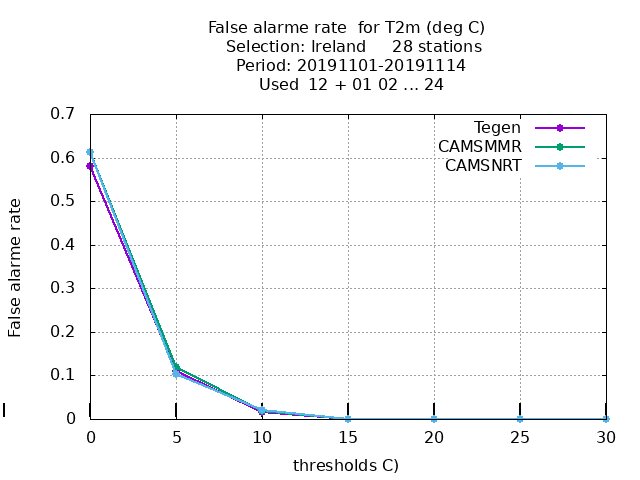 False alarme rate  for T2m (deg C)
Selection: Ireland     28 stations
Period: 20191101-20191114
Used  12 + 01 02 ... 24
Tegen
CAMSMMR
CAMSNRT
False alarme rate
0.7
0.6
0.5
0.4
0.3
0.2
0.1
0
0 5 10 15 20 25 30
thresholds C)